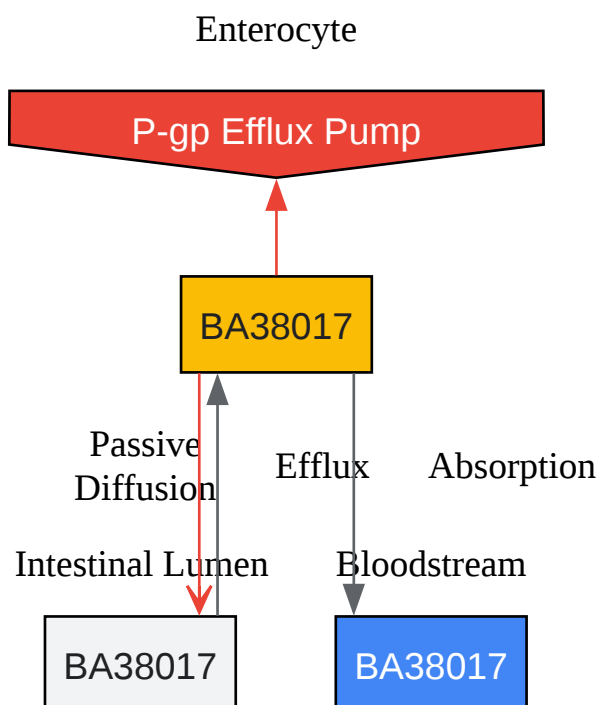 Enterocyte
P-gp Efflux Pump
BA38017
Passive
Diffusion
Efflux
Absorption
Intestinal Lumen
Bloodstream
BA38017
BA38017